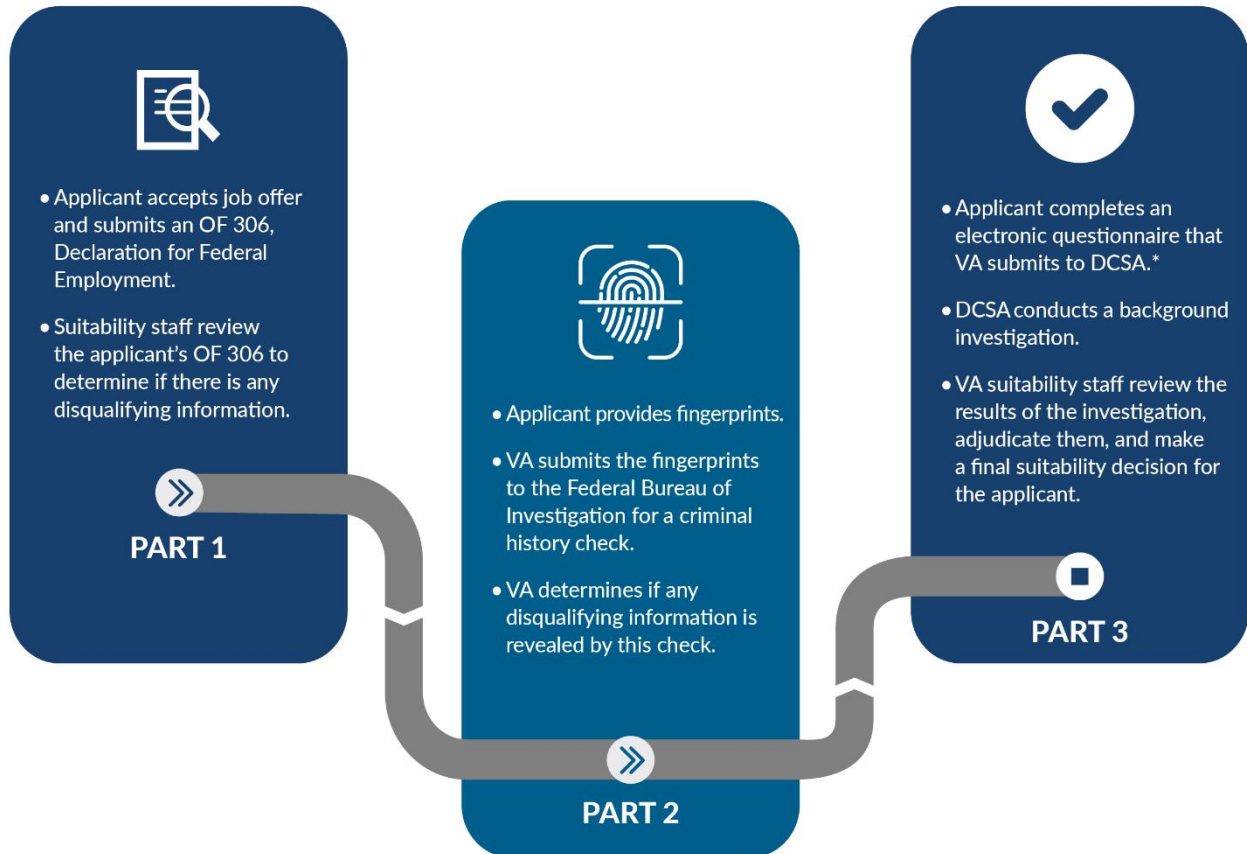 • Applicant accepts job offer
and submits an OF 306,
Declaration for Federal
Employment.
• Suitability staff review
the applicant’s OF 306 to
determine if there is any
disqualifying information.
PART 1
• Applicant provides fingerprints.
• VA submits the fingerprints
to the Federal Bureau of
Investigation for a criminal
history check.
• VA determines if any
disqualifying information is
revealed by this check.
PART 2
• Applicant completes an
electronic questionnaire that
VA submits to DCSA.*
• DCSA conducts a background
investigation.
• VA suitability staff review the
results of the investigation,
adjudicate them, and make
a final suitability decision for
the applicant.
PART 3